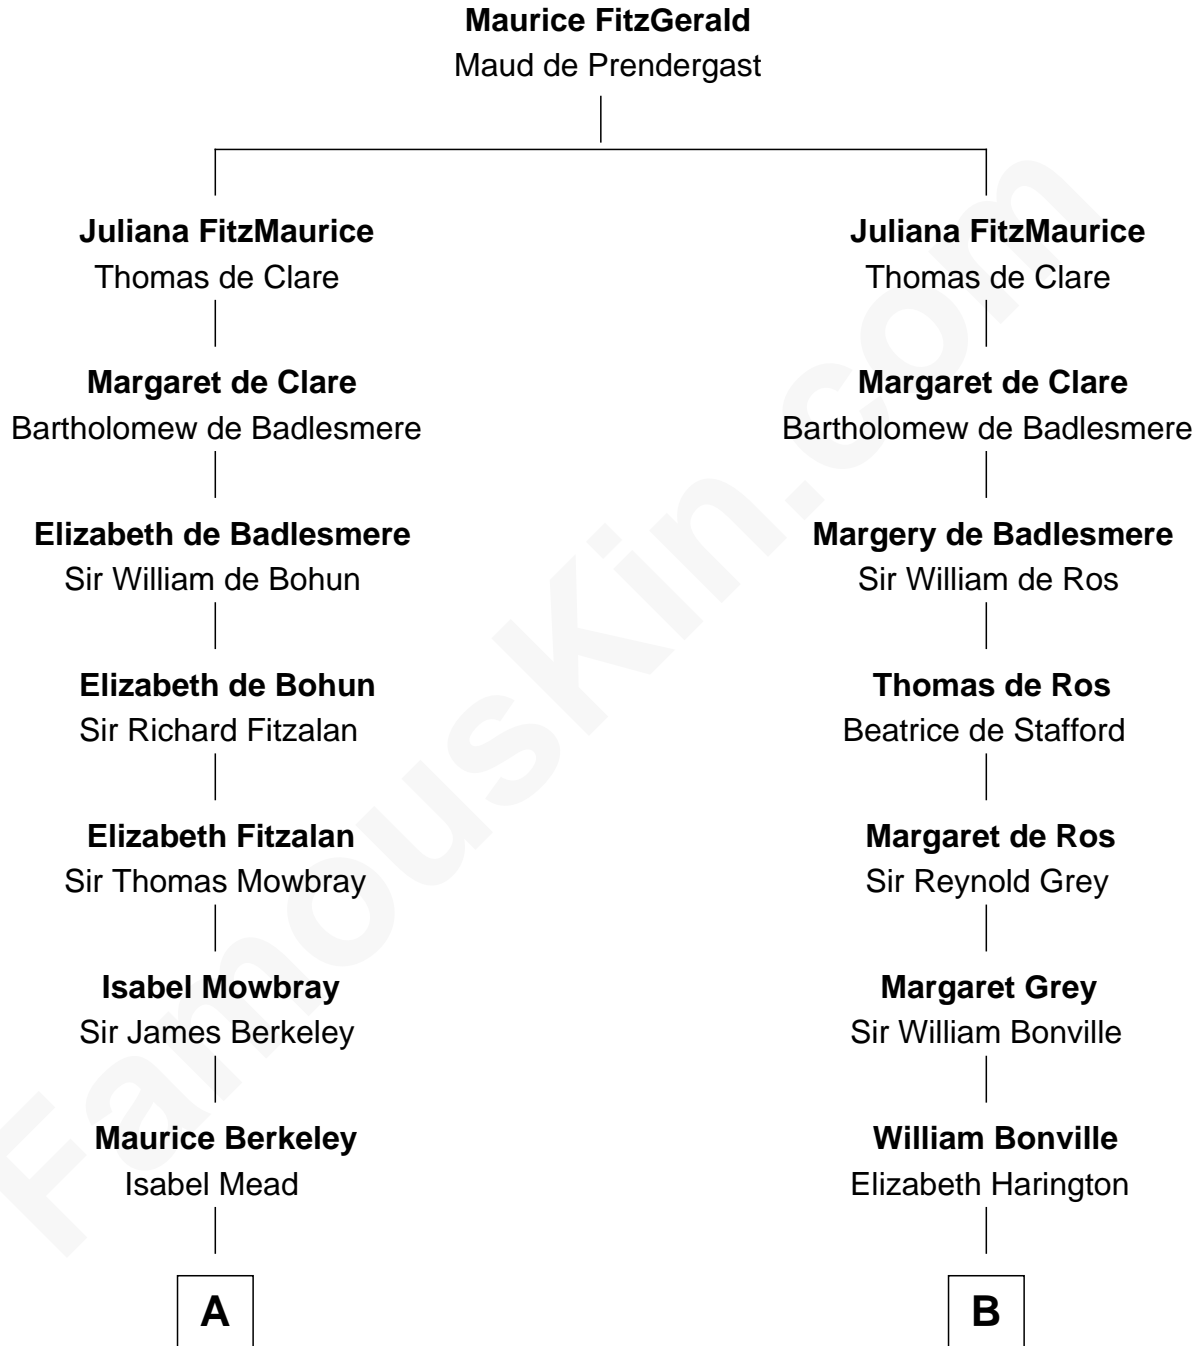 Maurice FitzGerald
Maud de Prendergast
Juliana FitzMaurice
Thomas de Clare
Juliana FitzMaurice
Thomas de Clare
Margaret de Clare
Bartholomew de Badlesmere
Margaret de Clare
Bartholomew de Badlesmere
Elizabeth de Badlesmere
Sir William de Bohun
Margery de Badlesmere
Sir William de Ros
Elizabeth de Bohun
Sir Richard Fitzalan
Thomas de Ros
Beatrice de Stafford
Elizabeth Fitzalan
Sir Thomas Mowbray
Margaret de Ros
Sir Reynold Grey
Isabel Mowbray
Sir James Berkeley
Margaret Grey
Sir William Bonville
Maurice Berkeley
Isabel Mead
William Bonville
Elizabeth Harington
A
B
FamousKin.com